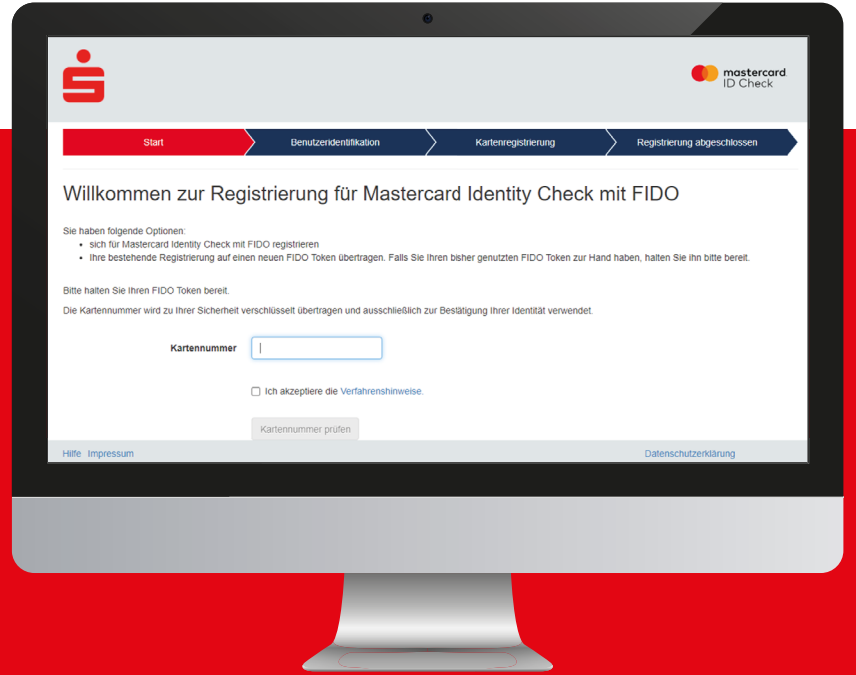 mastercard
ID Check
Start
Benutzeridentifikation
Kartenregistrierung
Registrierung abgeschlossen
Willkommen zur Registrierung für Mastercard Identity Check mit FIDO
Sie haben folgende Optionen:
• sich für Mastercard Identity Check mit FIDO registrieren
• Ihre bestehende Registrierung auf einen neuen FIDO Token übertragen. Falls Sie Ihren bisher genutzten FIDO Token zur Hand haben, halten Sie ihn bitte bereit.
Bitte halten Sie Ihren FIDO Token bereit.
Die Kartennummer wird zu Ihrer Sicherheit verschlüsselt übertragen und ausschließlich zur Bestätigung Ihrer Identität verwendet.
Kartennummer
Ich akzeptiere die Verfahrenshinweise.
Kartennummer prüfen
Hilfe Impressum
Datenschutzerklärung